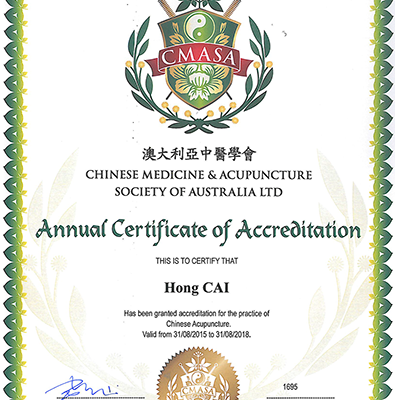 CMASA
澳大利亞中醫學會
CHINESE MEDICINE & ACUPUNCTURE
SOCIETY OF AUSTRALIA LTD
Annual Certificate of Accreditation
THIS IS TO CERTIFY THAT
Hong CAI
Has been granted accreditation for the practice of
Chinese Acupuncture.
Valid from 31/08/2015 to 31/08/2018.
CMASA
1695